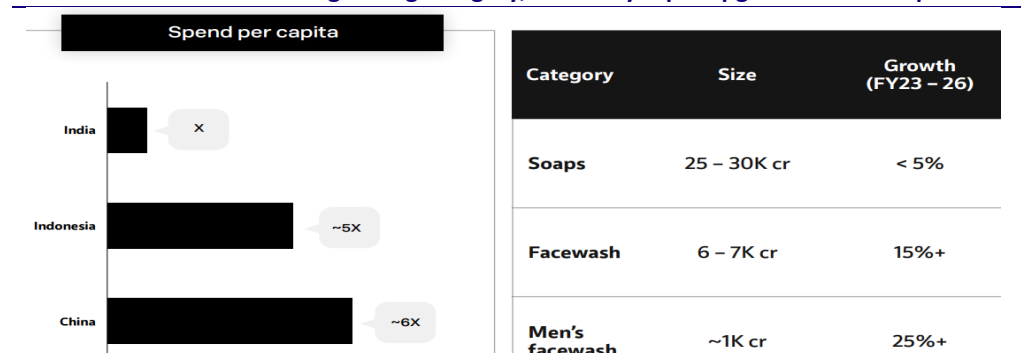 Spend per capita
India
X
Indonesia
~5X
China
~6X
Category Size Growth
(FY23 – 26)
Soaps 25 – 30K cr < 5%
Facewash 6 – 7K cr 15%+
Men's
facewash ~1K cr 25%+